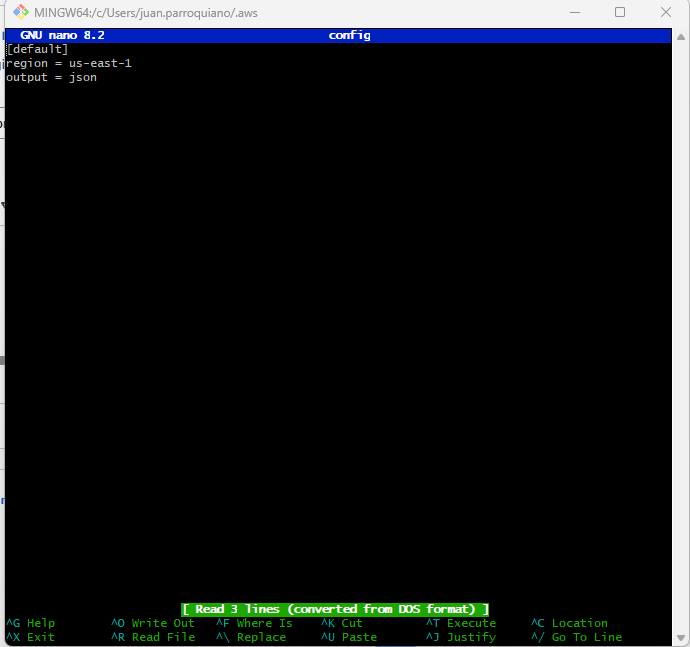 MINGW64:/c/Users/juan.parroquiano/.aws
GNU nano 8.2 config
[default]
region = us-east-1
output = json
[ Read 3 lines (converted from DOS format) ]
^G Help ^O Write Out ^F Where Is ^K Cut ^T Execute ^C Location
^X Exit ^R Read File ^\ Replace ^U Paste ^J Justify ^/ Go To Line